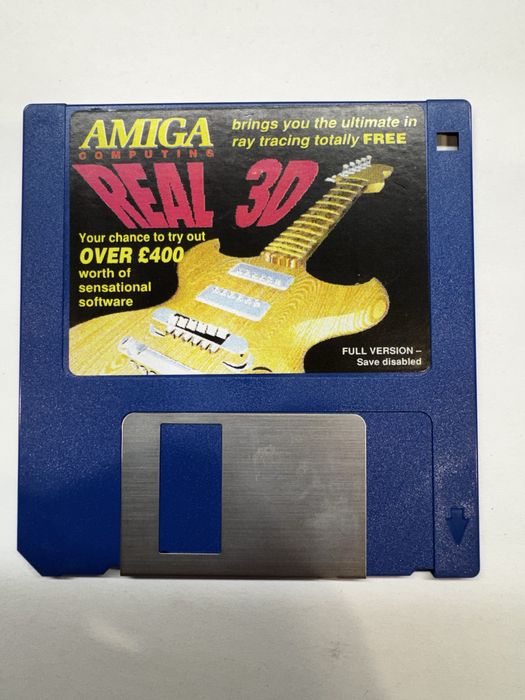 AMIGA
COMPUTING
brings you the ultimate in
ray tracing totally FREE
REAL 3D
Your chance to try out
OVER £400
worth of
sensational
software
FULL VERSION –
Save disabled